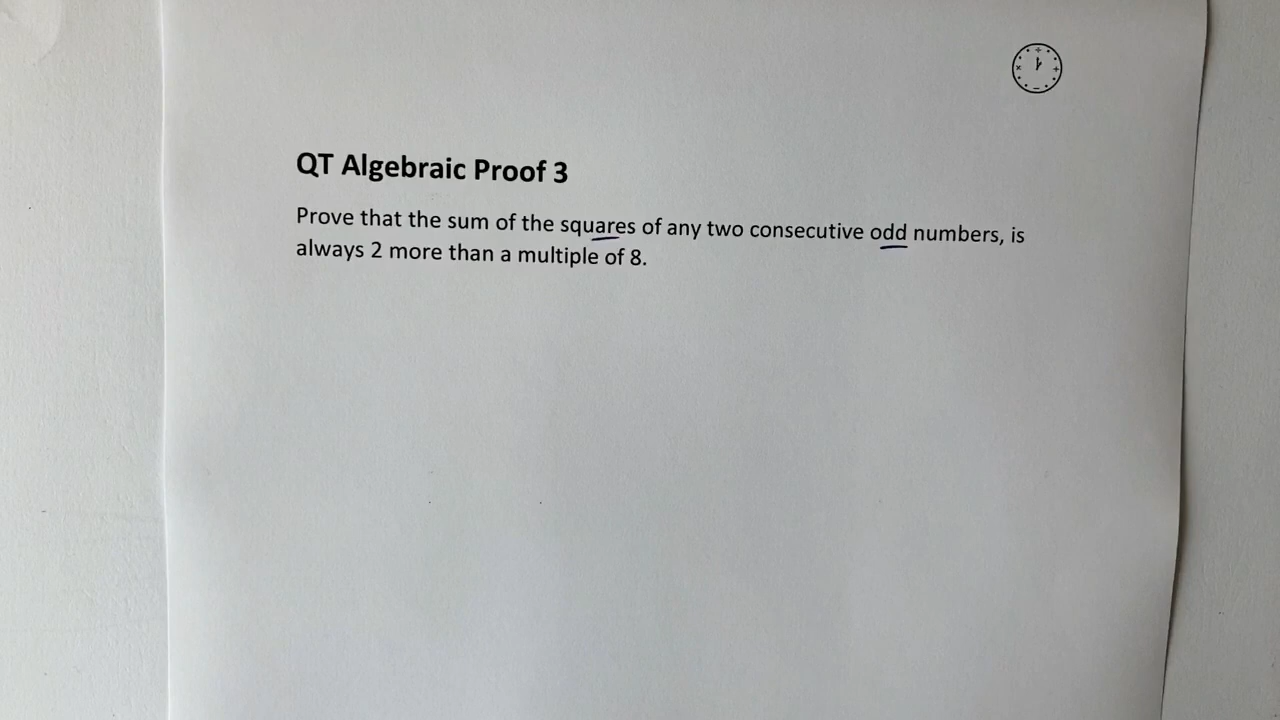 QT Algebraic Proof 3
Prove that the sum of the squares of any two consecutive odd numbers, is
always 2 more than a multiple of 8.